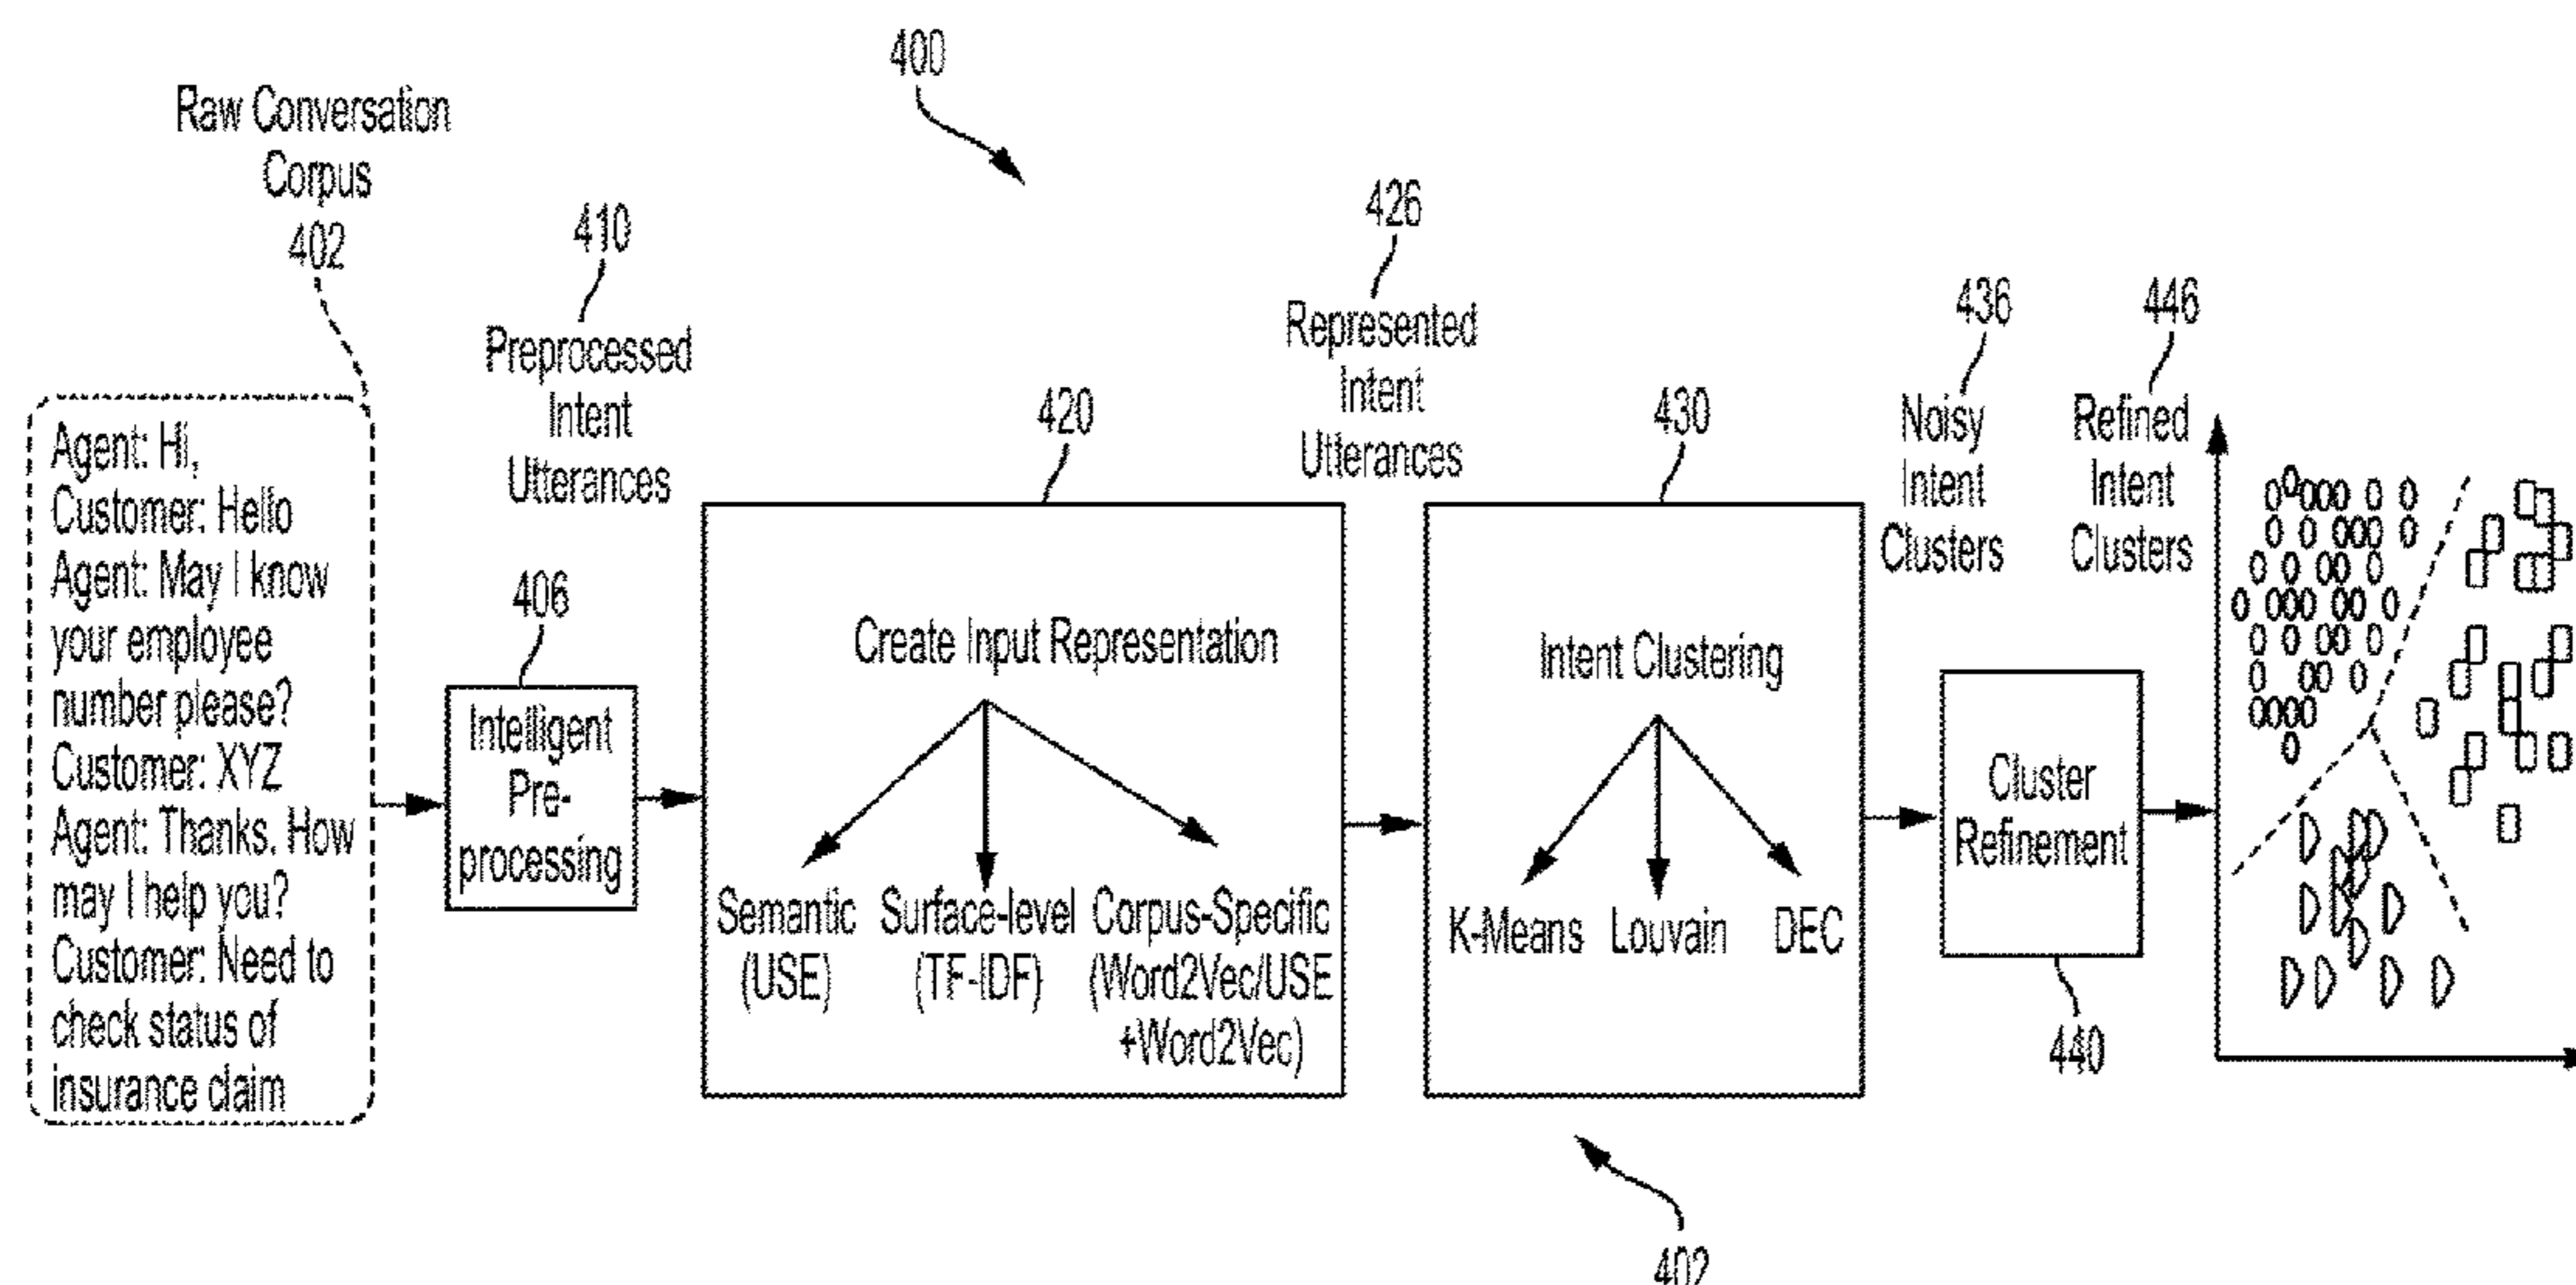 400
Raw Conversation
Corpus
402
410
Preprocessed
Intent
Utterances
426
Represented
Intent
Utterances
436
Noisy
Intent
Clusters
446
Refined
Intent
Clusters
Agent: Hi,
Customer: Hello
Agent: May I know
your employee
number please?
Customer: XYZ
Agent: Thanks. How
may I help you?
Customer: Need to
check status of
insurance claim
406
Intelligent
Pre-
processing
420
Create Input Representation
Semantic
(USE)
Surface-level
(TF-IDF)
Corpus-Specific
(Word2Vec/USE
+Word2Vec)
430
Intent Clustering
K-Means
Louvain
DEC
Cluster
Refinement
440
402